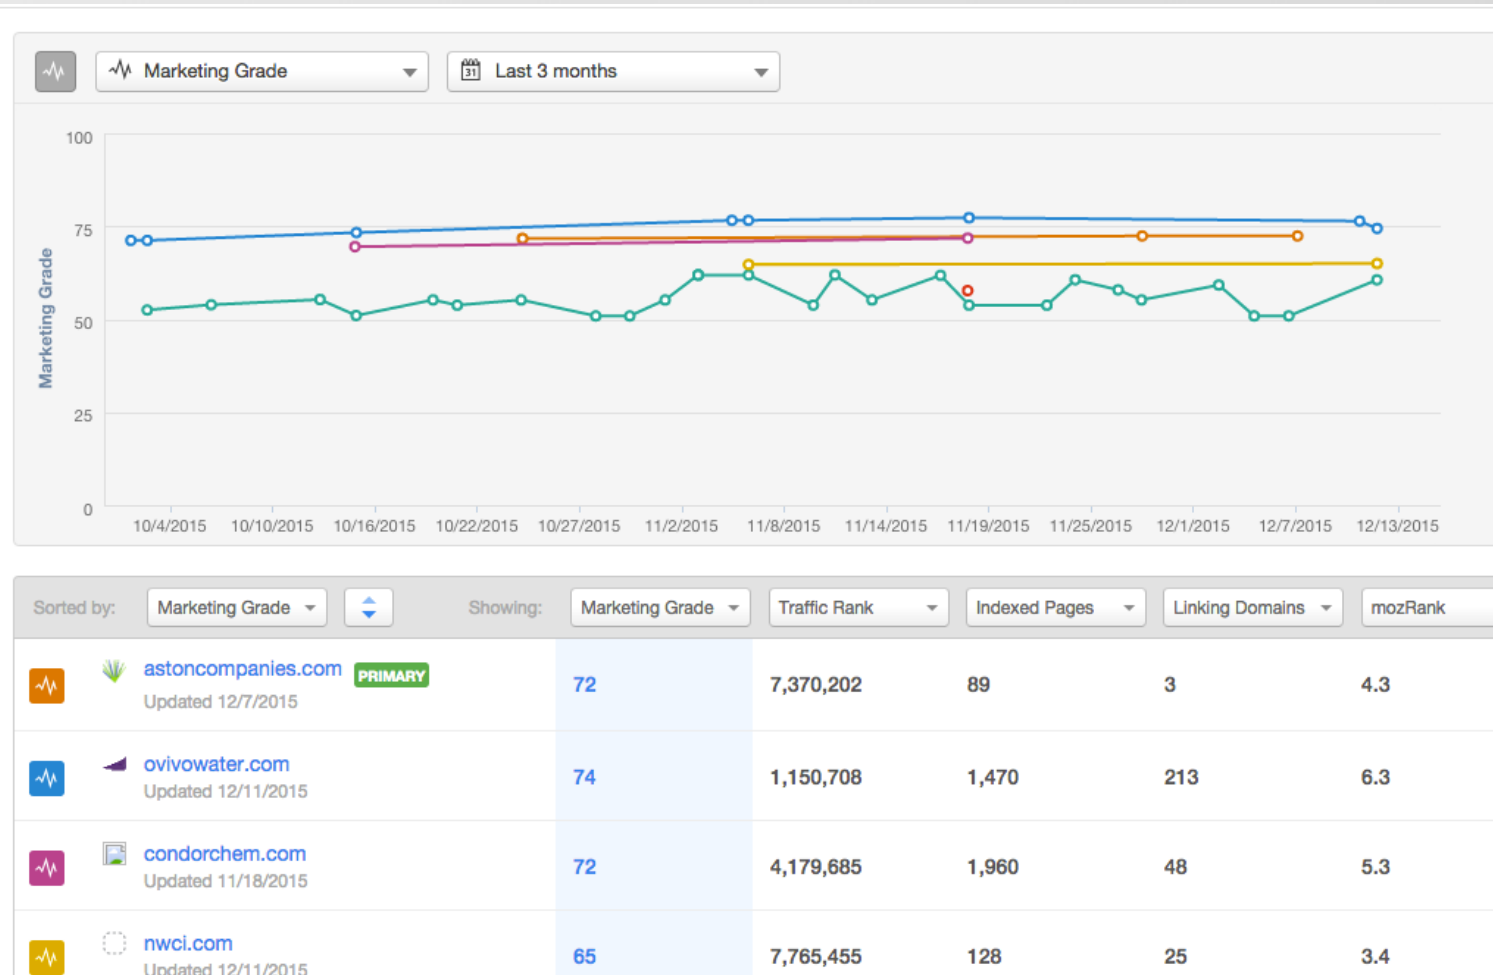 Marketing Grade
31 Last 3 months
100
75
50
25
0
Marketing Grade
10/4/2015 10/10/2015 10/16/2015 10/22/2015 10/27/2015 11/2/2015 11/8/2015 11/14/2015 11/19/2015 11/25/2015 12/1/2015 12/7/2015 12/13/2015
Sorted by: Marketing Grade Showing: Marketing Grade Traffic Rank Indexed Pages Linking Domains mozRank
astoncompanies.com PRIMARY
Updated 12/7/2015
72 7,370,202 89 3 4.3
ovivowater.com
Updated 12/11/2015
74 1,150,708 1,470 213 6.3
condorchem.com
Updated 11/18/2015
72 4,179,685 1,960 48 5.3
nwci.com
Updated 12/11/2015
65 7,765,455 128 25 3.4